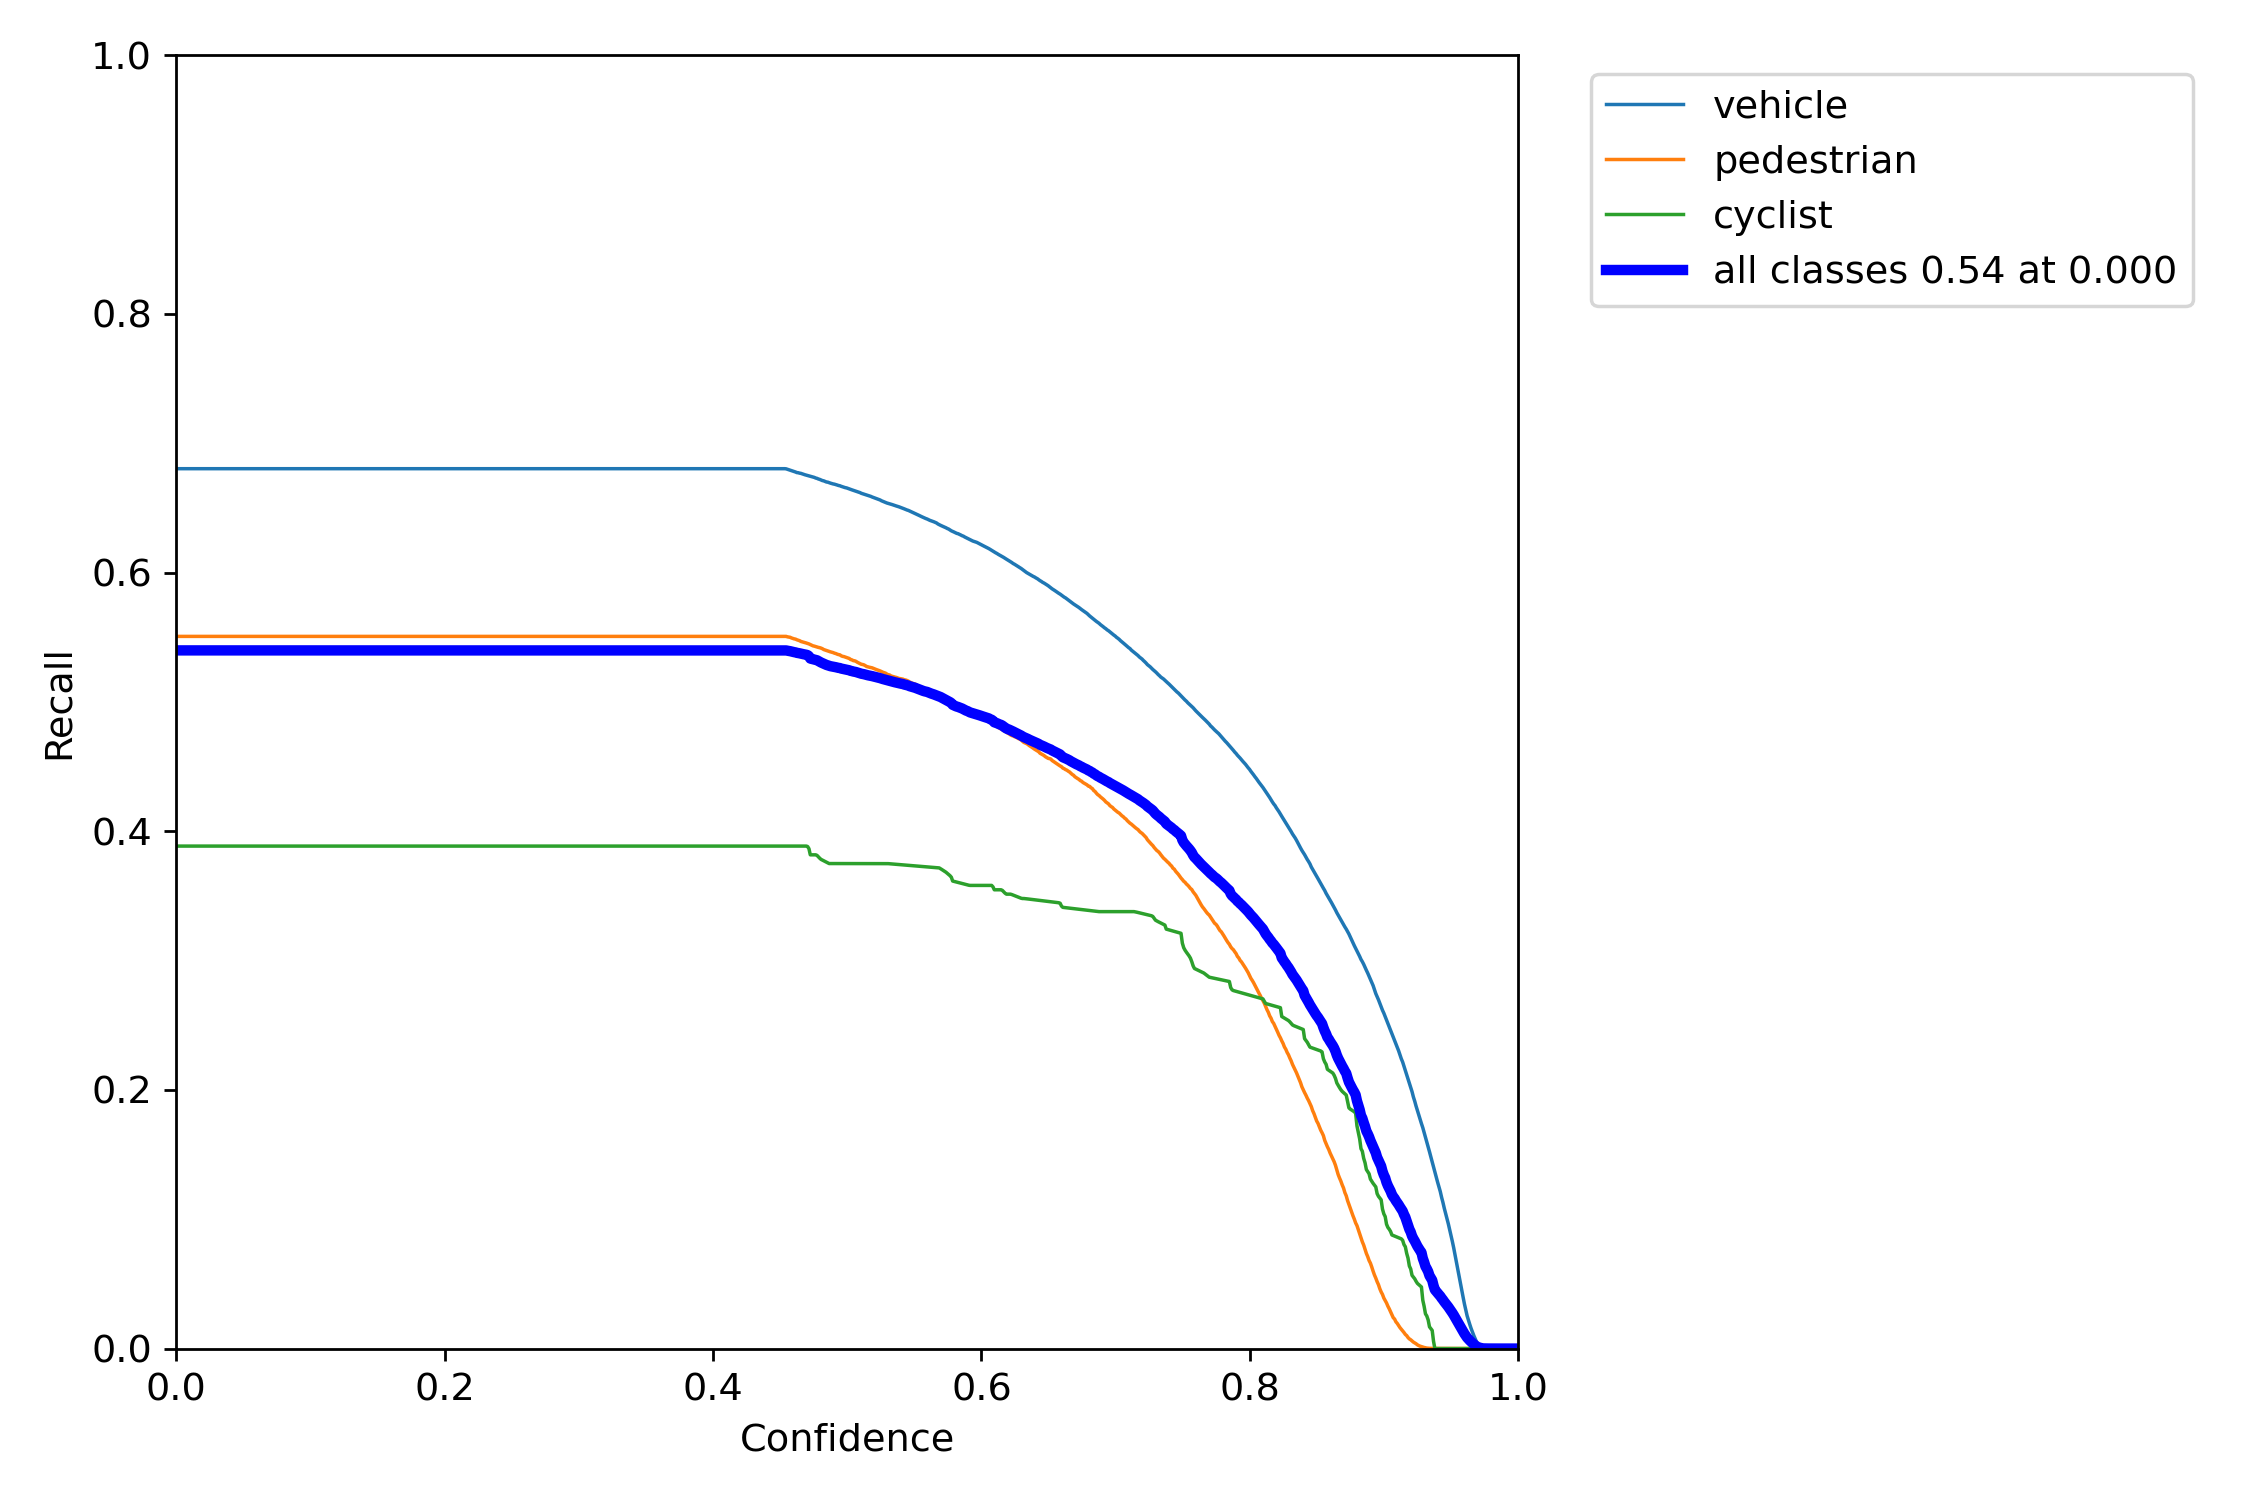 1.0
0.8
0.6
0.4
0.2
0.0
Recall
0.0 0.2 0.4 0.6 0.8 1.0
Confidence
vehicle
pedestrian
cyclist
all classes 0.54 at 0.000